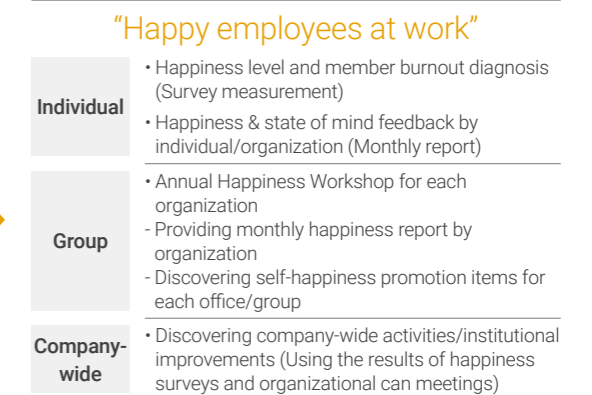 “Happy employees at work”
Individual
• Happiness level and member burnout diagnosis
(Survey measurement)
• Happiness & state of mind feedback by
individual/organization (Monthly report)
Group
• Annual Happiness Workshop for each
organization
- Providing monthly happiness report by
organization
- Discovering self-happiness promotion items for
each office/group
Company-
wide
• Discovering company-wide activities/institutional
improvements (Using the results of happiness
surveys and organizational can meetings)